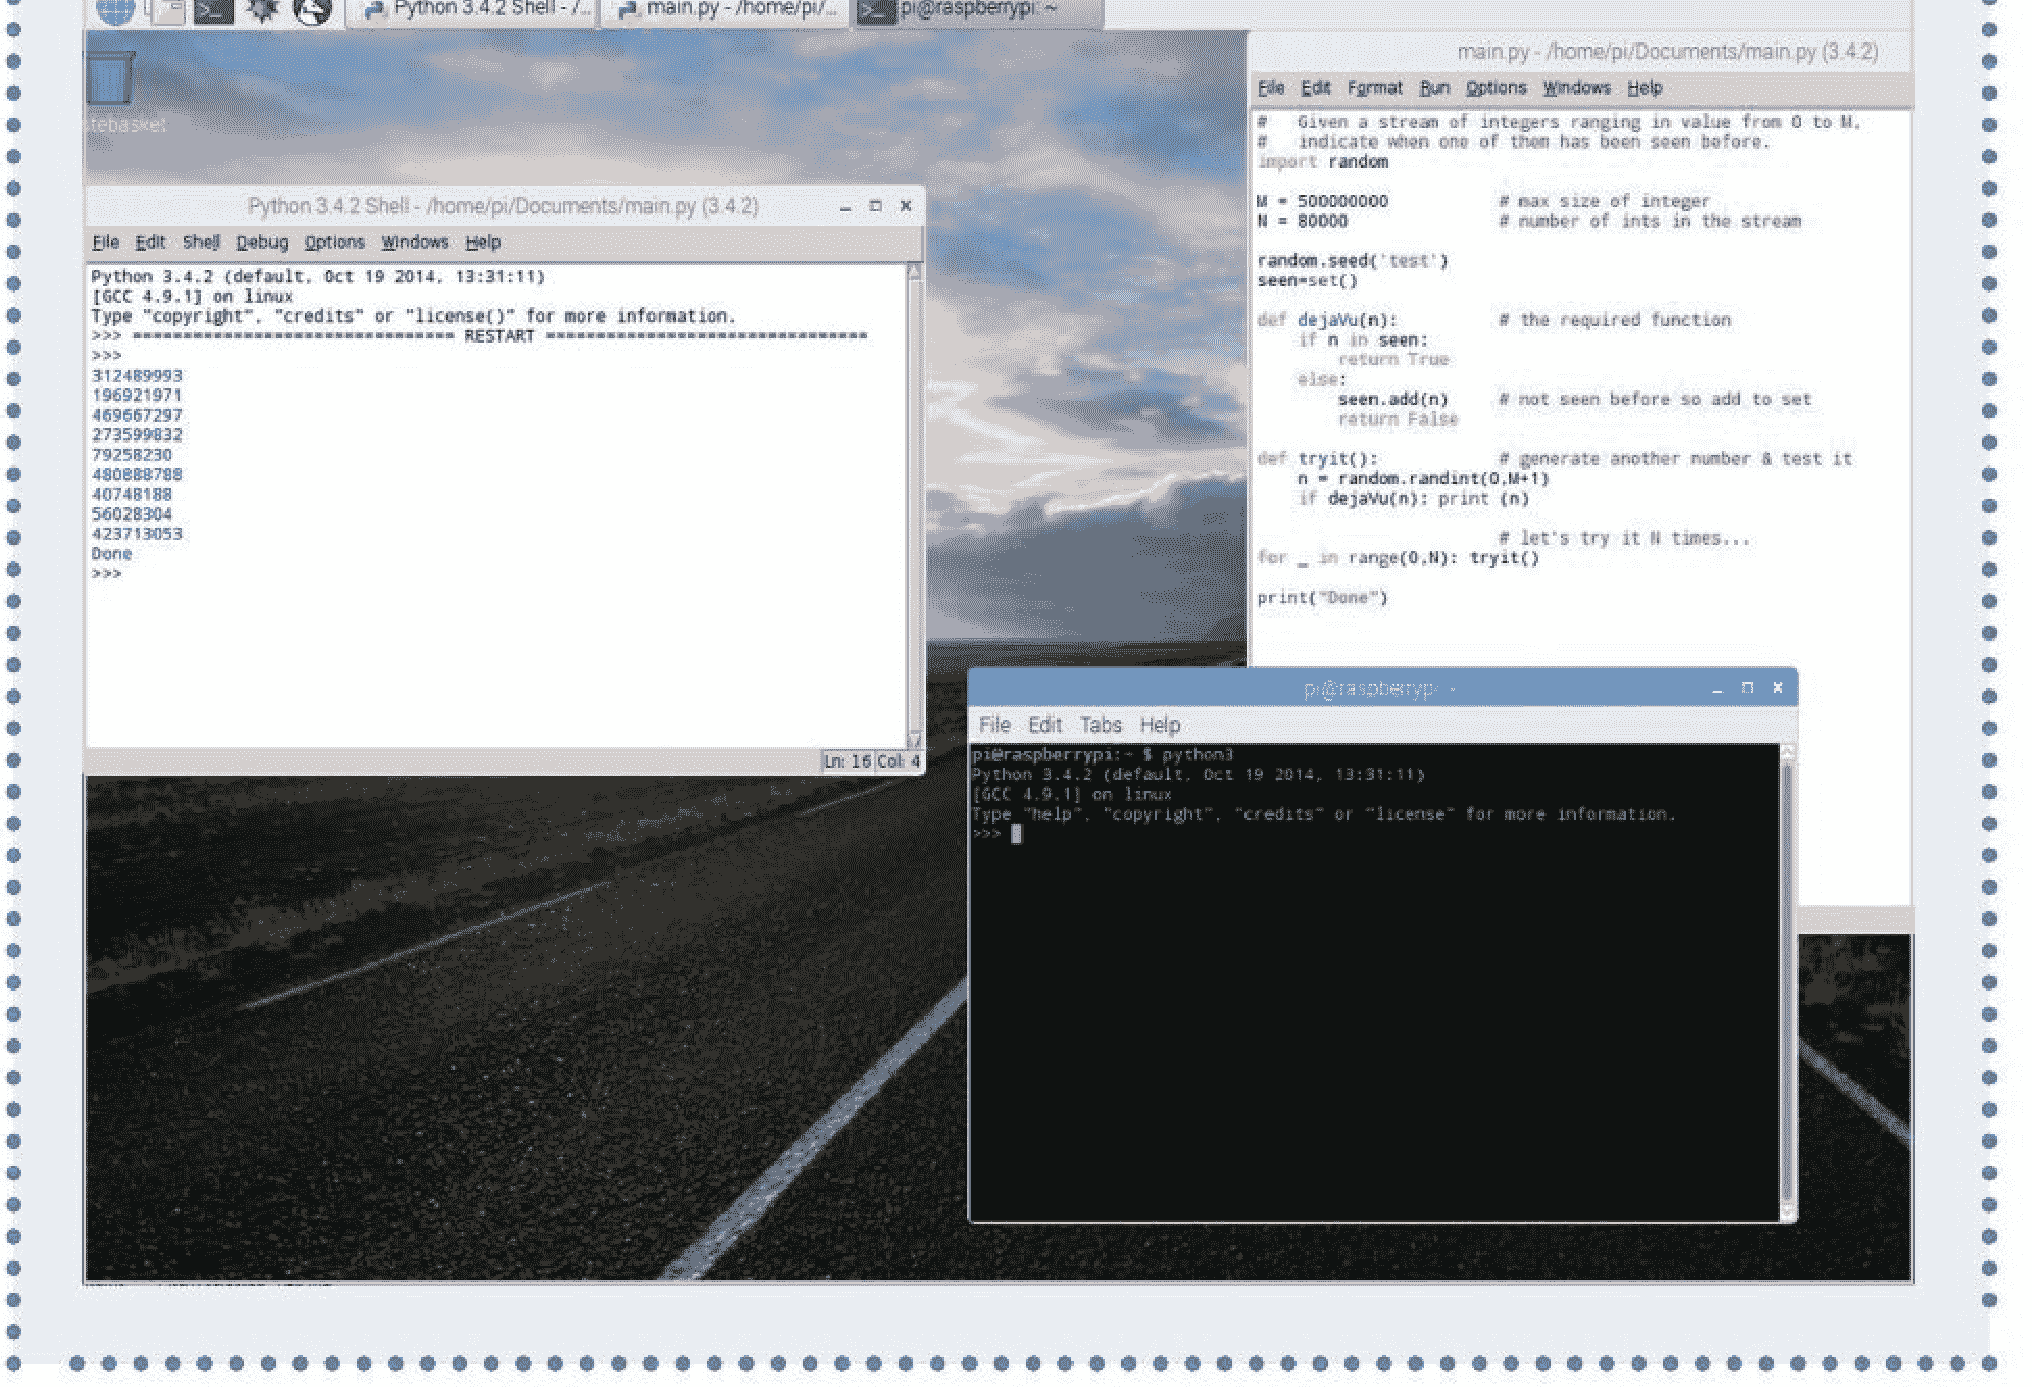 Python 3.4.2 Shell - /...
main.py - /home/pi/...
pi@raspberrypi: ~
tebasket
main.py - /home/pi/Documents/main.py (3.4.2)
File Edit Format Run Options Windows Help
# Given a stream of integers ranging in value from 0 to M,
# indicate when one of them has been seen before.
import random
M = 500000000 # max size of integer
N = 80000 # number of ints in the stream
random.seed('test')
seen=set()
def dejaVu(n): # the required function
if n in seen:
return True
else:
seen.add(n) # not seen before so add to set
return False
def tryit(): # generate another number & test it
n = random.randint(0,M+1)
if dejaVu(n): print (n)
# let's try it N times...
for _ in range(0,N): tryit()
print("Done")
Python 3.4.2 Shell - /home/pi/Documents/main.py (3.4.2)
File Edit Shell Debug Options Windows Help
Python 3.4.2 (default, Oct 19 2014, 13:31:11)
[GCC 4.9.1] on linux
Type "copyright", "credits" or "license()" for more information.
>>> ================================ RESTART ================================
>>>
312489993
196921971
469667297
273599832
79258230
480888788
40748188
56028304
423713053
Done
>>>
Ln: 16 Col: 4
pi@raspberrypi: ~
File Edit Tabs Help
pi@raspberrypi:~ $ python3
Python 3.4.2 (default, Oct 19 2014, 13:31:11)
[GCC 4.9.1] on linux
Type "help", "copyright", "credits" or "license" for more information.
>>>